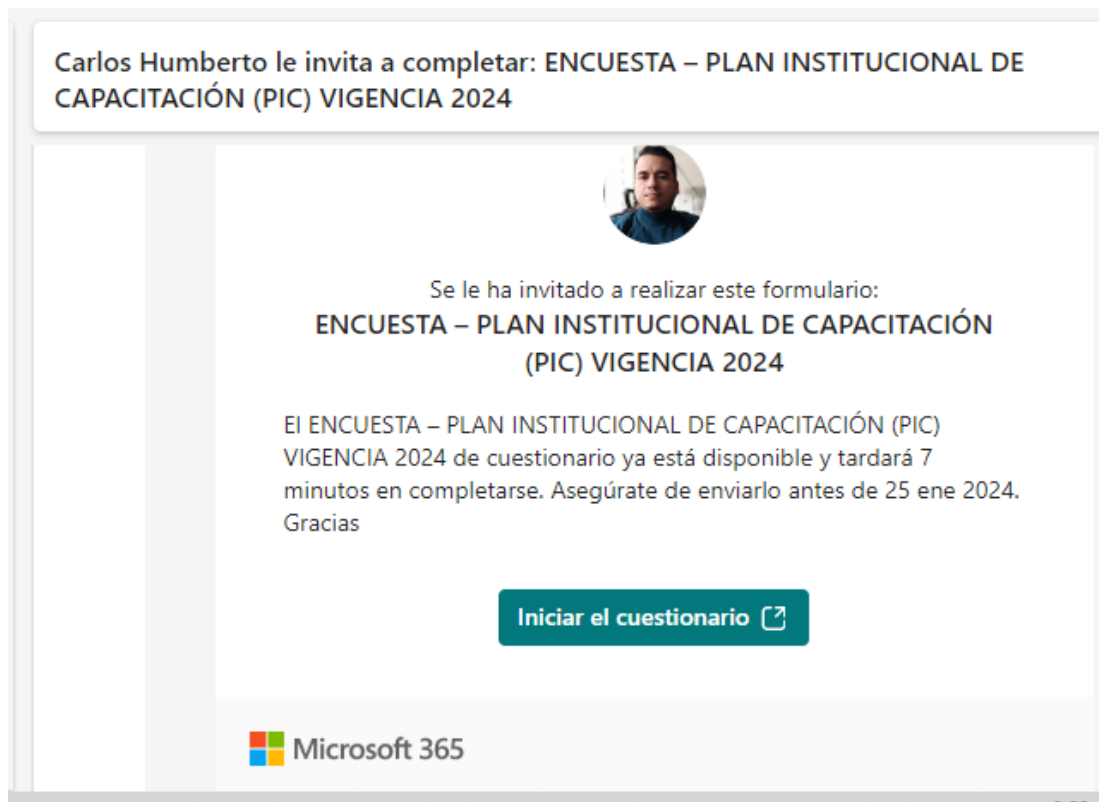 Carlos Humberto le invita a completar: ENCUESTA – PLAN INSTITUCIONAL DE
CAPACITACIÓN (PIC) VIGENCIA 2024
Se le ha invitado a realizar este formulario:
ENCUESTA – PLAN INSTITUCIONAL DE CAPACITACIÓN
(PIC) VIGENCIA 2024
El ENCUESTA – PLAN INSTITUCIONAL DE CAPACITACIÓN (PIC)
VIGENCIA 2024 de cuestionario ya está disponible y tardará 7
minutos en completarse. Asegúrate de enviarlo antes de 25 ene 2024.
Gracias
Iniciar el cuestionario
Microsoft 365